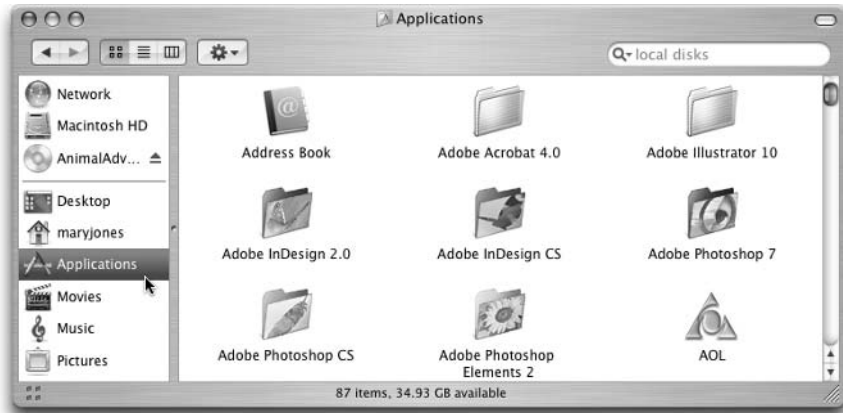 Applications
local disks
Network
Macintosh HD
AnimalAdv...
Desktop
maryjones
Applications
Movies
Music
Pictures
Address Book
Adobe Acrobat 4.0
Adobe Illustrator 10
Adobe InDesign 2.0
Adobe InDesign CS
Adobe Photoshop 7
Adobe Photoshop CS
Adobe Photoshop
Elements 2
AOL
87 items, 34.93 GB available